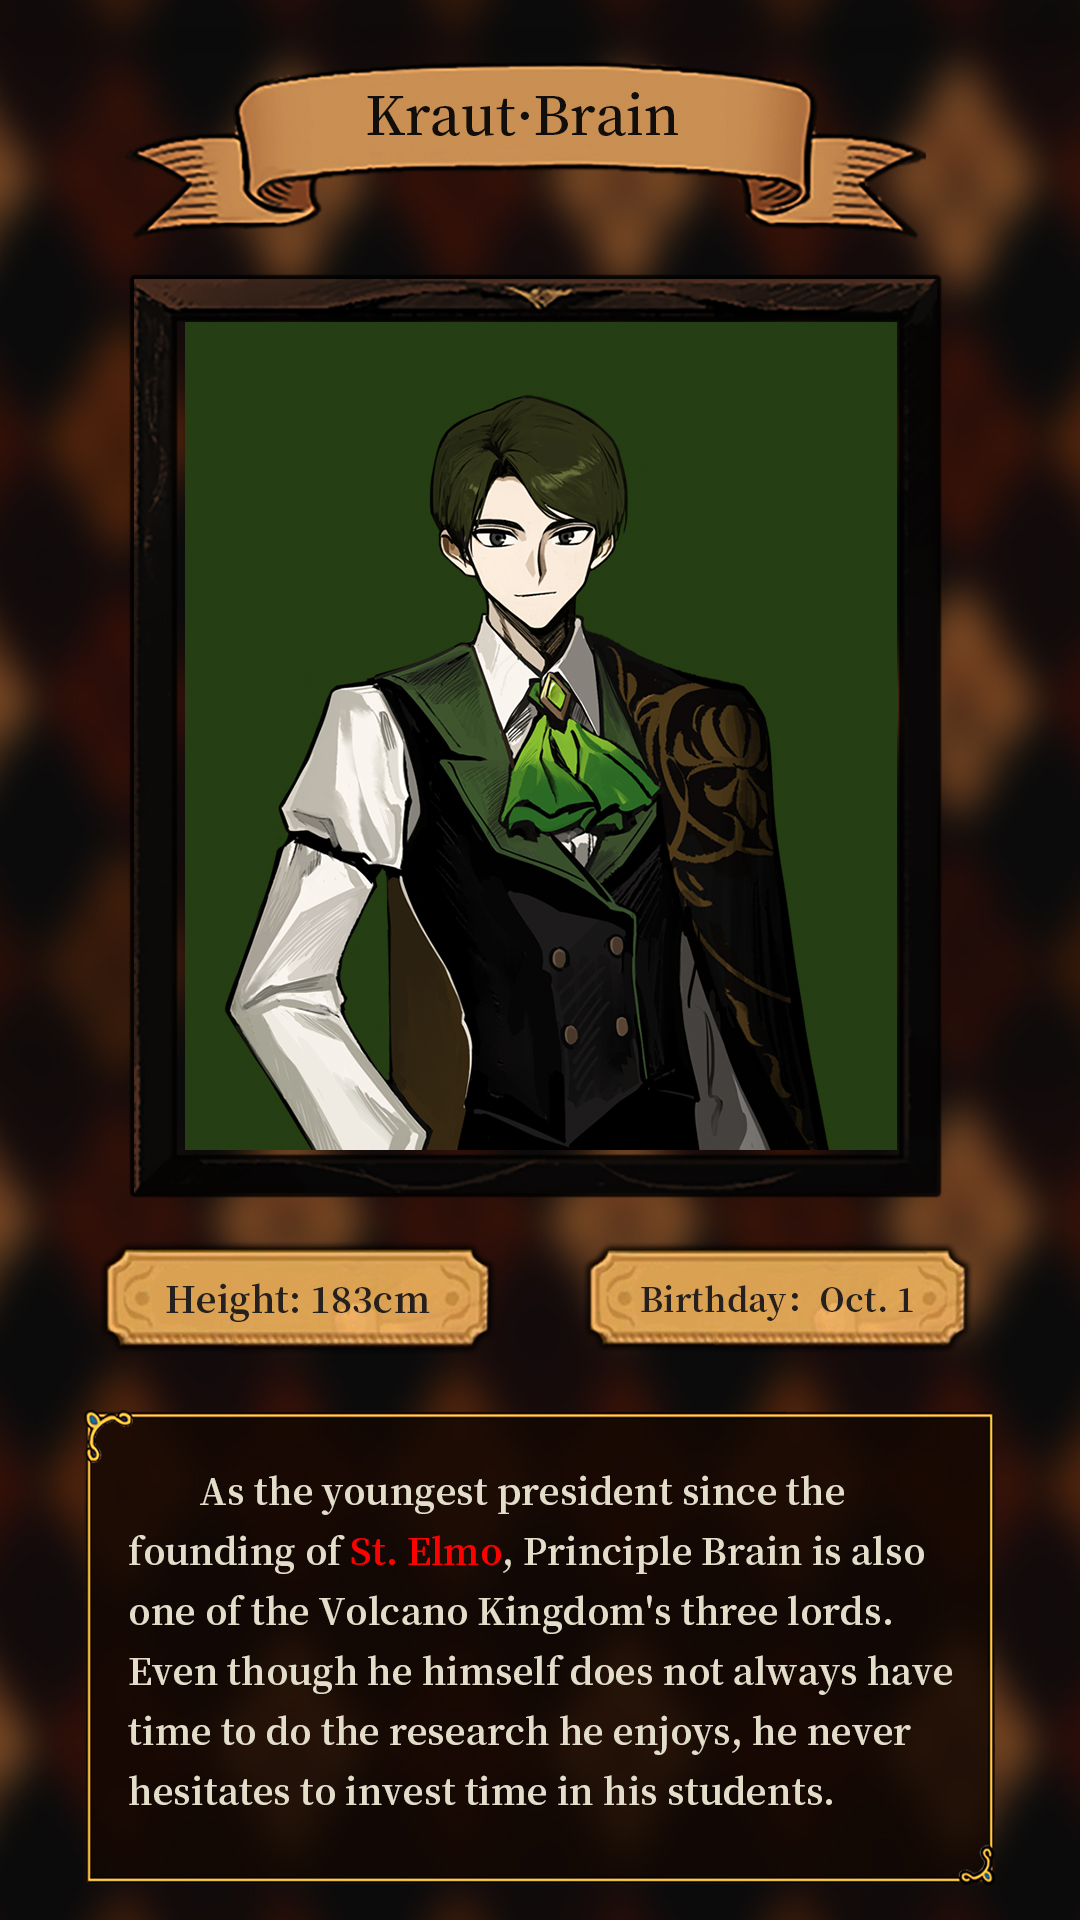 Kraut·Brain
Height: 183cm
Birthday: Oct. 1
As the youngest president since the
founding of St. Elmo, Principle Brain is also
one of the Volcano Kingdom's three lords.
Even though he himself does not always have
time to do the research he enjoys, he never
hesitates to invest time in his students.